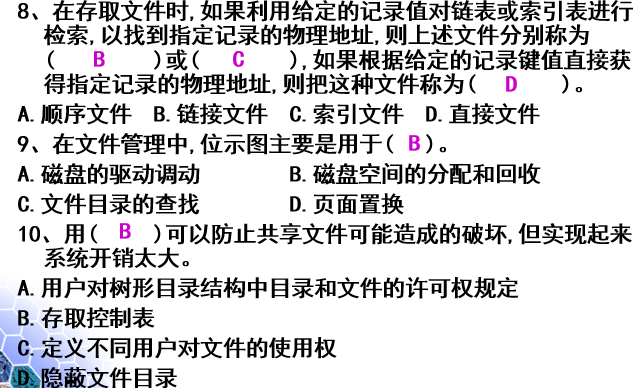 8、在存取文件时,如果利用给定的记录值对链表或索引表进行
检索,以找到指定记录的物理地址,则上述文件分别称为
( B )或( C ),如果根据给定的记录键值直接获
得指定记录的物理地址,则把这种文件称为( D )。
A.顺序文件 B.链接文件 C.索引文件 D.直接文件
9、在文件管理中,位示图主要是用于( B )。
A.磁盘的驱动调动 B.磁盘空间的分配和回收
C.文件目录的查找 D.页面置换
10、用( B )可以防止共享文件可能造成的破坏,但实现起来
系统开销太大。
A.用户对树形目录结构中目录和文件的许可权规定
B.存取控制表
C.定义不同用户对文件的使用权
D.隐蔽文件目录